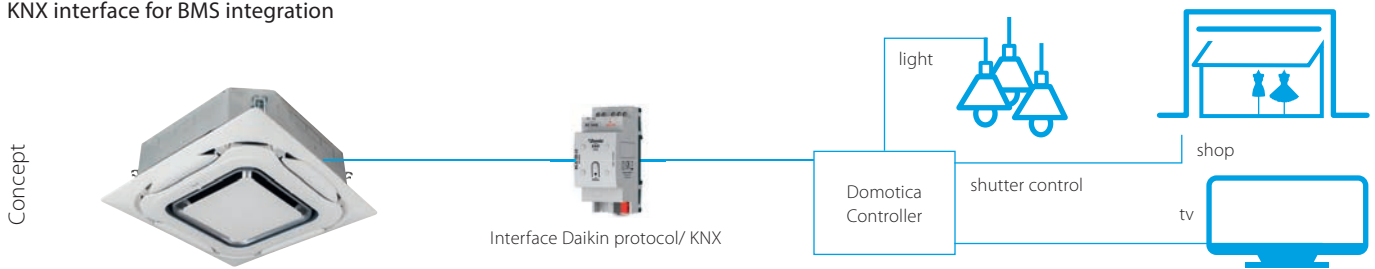 KNX interface for BMS integration
Concept
Interface Daikin protocol/ KNX
Domotica
Controller
light
shutter control
shop
tv